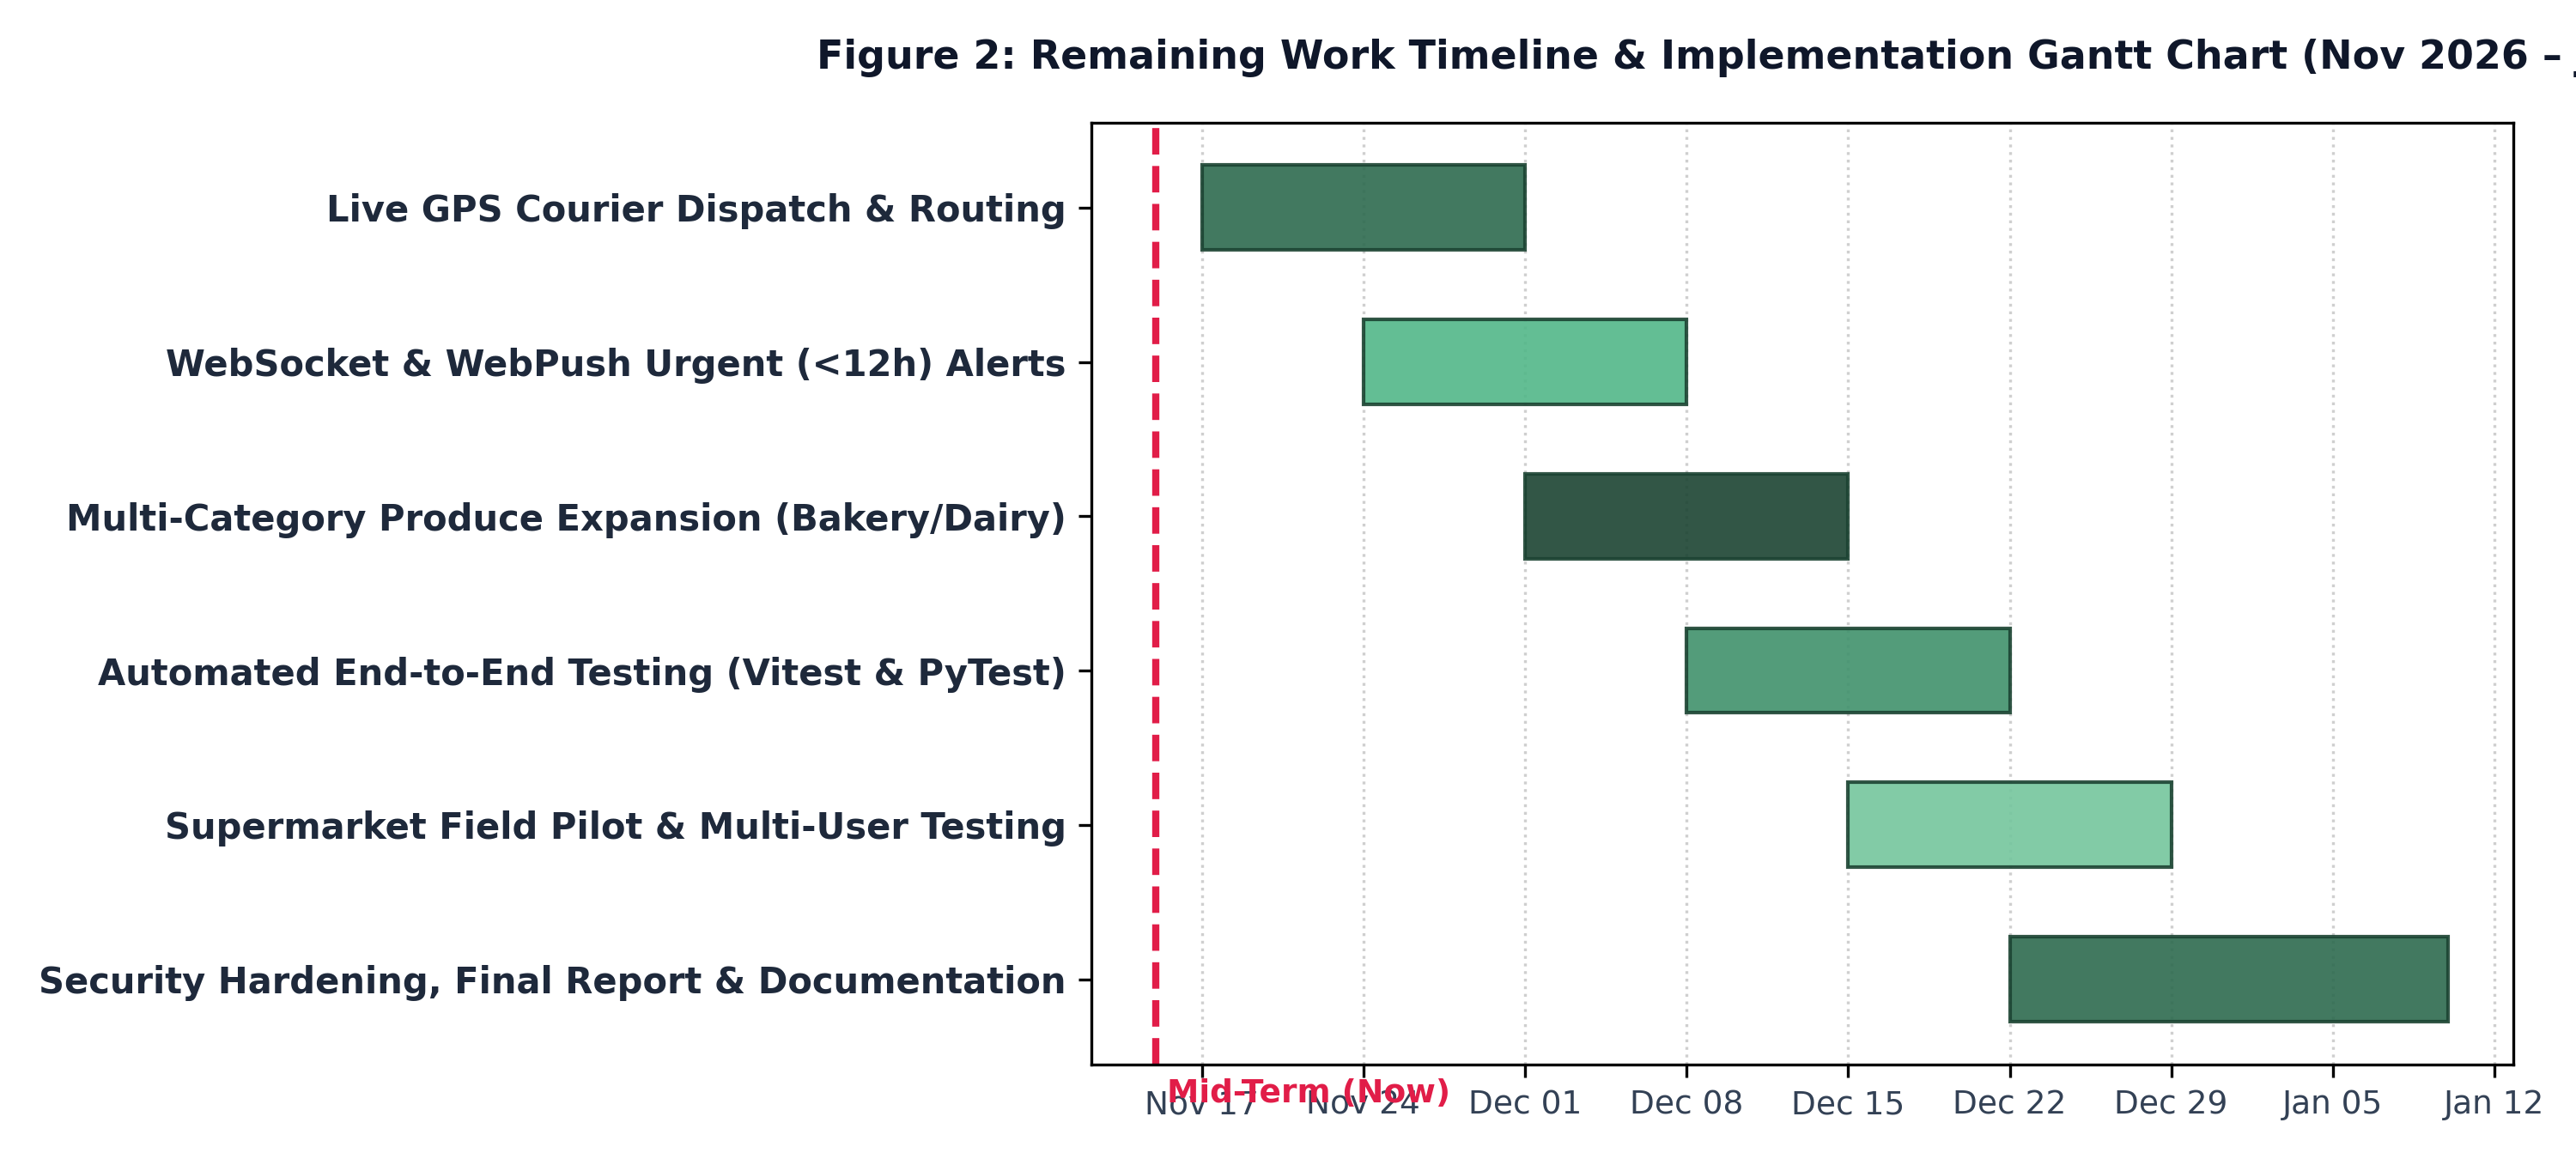 Figure 2: Remaining Work Timeline & Implementation Gantt Chart (Nov 2026 –
Live GPS Courier Dispatch & Routing
WebSocket & WebPush Urgent (<12h) Alerts
Multi-Category Produce Expansion (Bakery/Dairy)
Automated End-to-End Testing (Vitest & PyTest)
Supermarket Field Pilot & Multi-User Testing
Security Hardening, Final Report & Documentation
Mid-Term (Now)
Nov 17 Nov 24 Dec 01 Dec 08 Dec 15 Dec 22 Dec 29 Jan 05 Jan 12